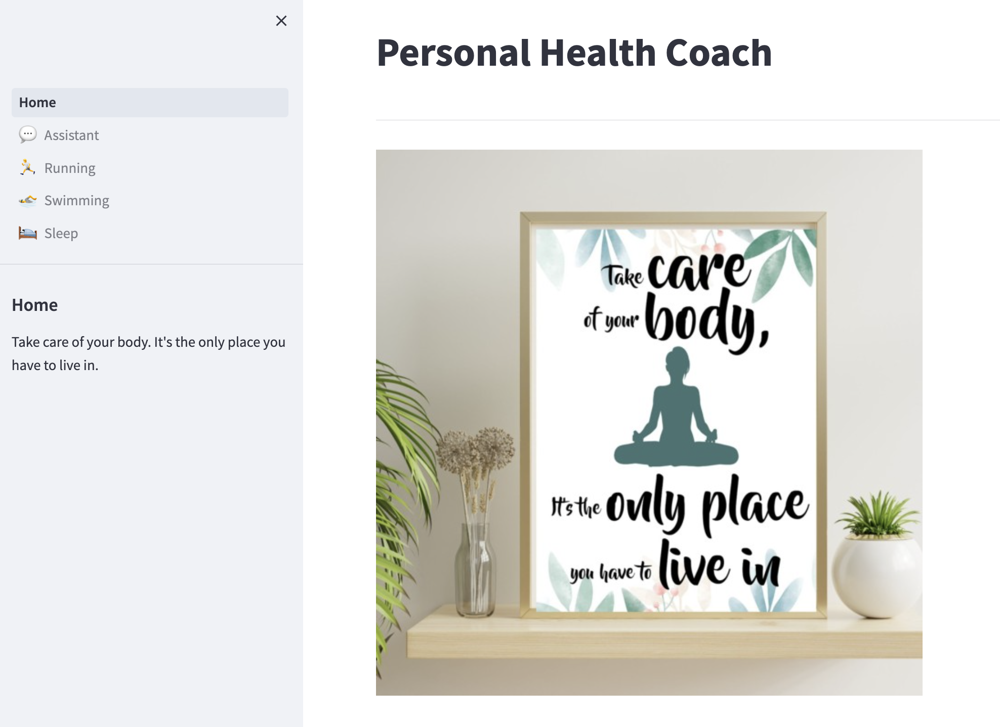 Home
Assistant
Running
Swimming
Sleep
Home
Take care of your body. It's the only place you
have to live in.
Personal Health Coach
Take care
of your body,
It's the only place
you have to live in